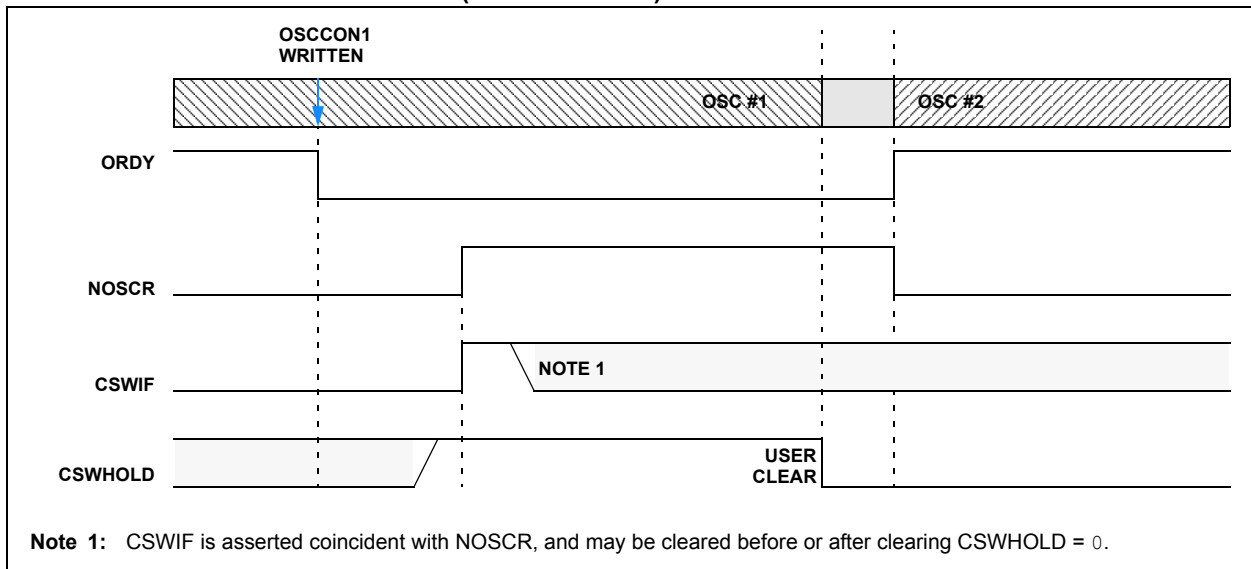 OSCCON1
WRITTEN
OSC #1
OSC #2
ORDY
NOSCR
CSWIF
NOTE 1
CSWHOLD
USER
CLEAR
Note 1: CSWIF is asserted coincident with NOSCR, and may be cleared before or after clearing CSWHOLD = 0.